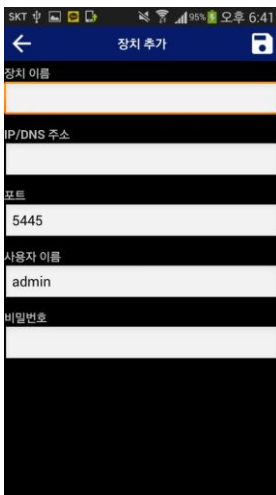 SKT 95% 오후 6:41
장치 추가
장치 이름
IP/DNS 주소
포트
5445
사용자 이름
admin
비밀번호